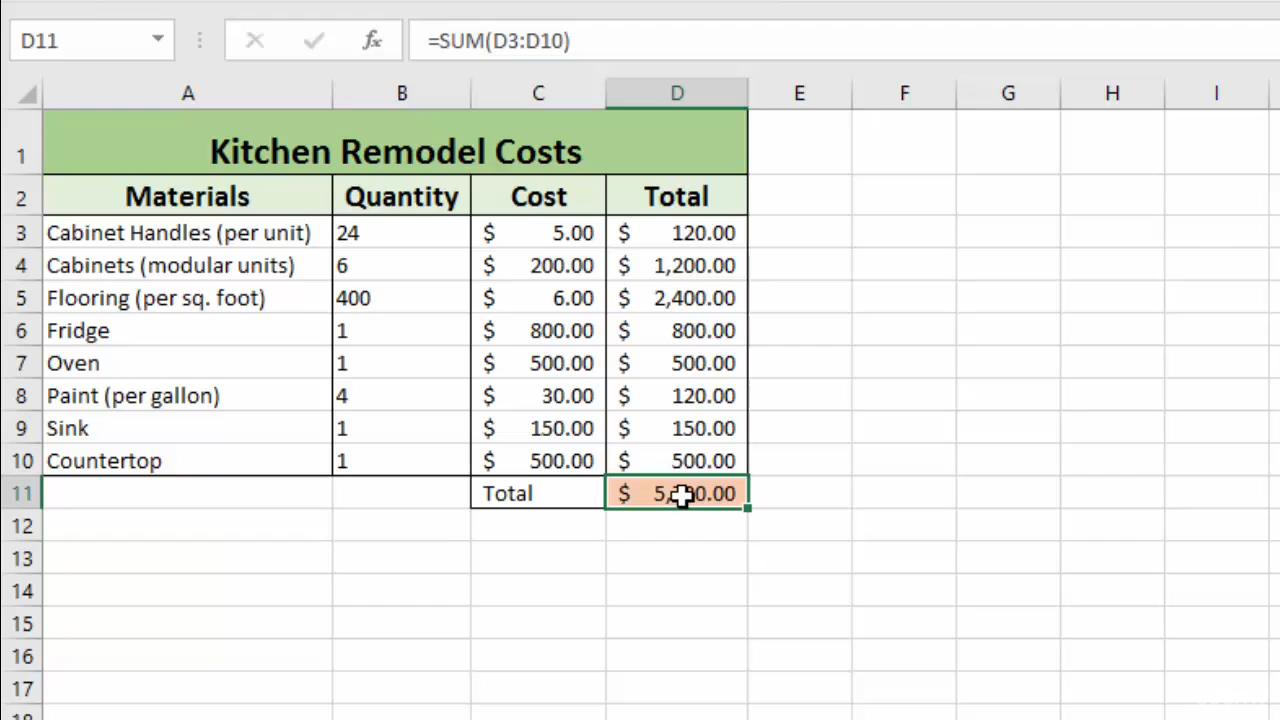 D11 fx =SUM(D3:D10)
A B C D E F G H I
1 Kitchen Remodel Costs
2 Materials Quantity Cost Total
3 Cabinet Handles (per unit) 24 $ 5.00 $ 120.00
4 Cabinets (modular units) 6 $ 200.00 $ 1,200.00
5 Flooring (per sq. foot) 400 $ 6.00 $ 2,400.00
6 Fridge 1 $ 800.00 $ 800.00
7 Oven 1 $ 500.00 $ 500.00
8 Paint (per gallon) 4 $ 30.00 $ 120.00
9 Sink 1 $ 150.00 $ 150.00
10 Countertop 1 $ 500.00 $ 500.00
11 Total $
12
13
14
15
16
17
18